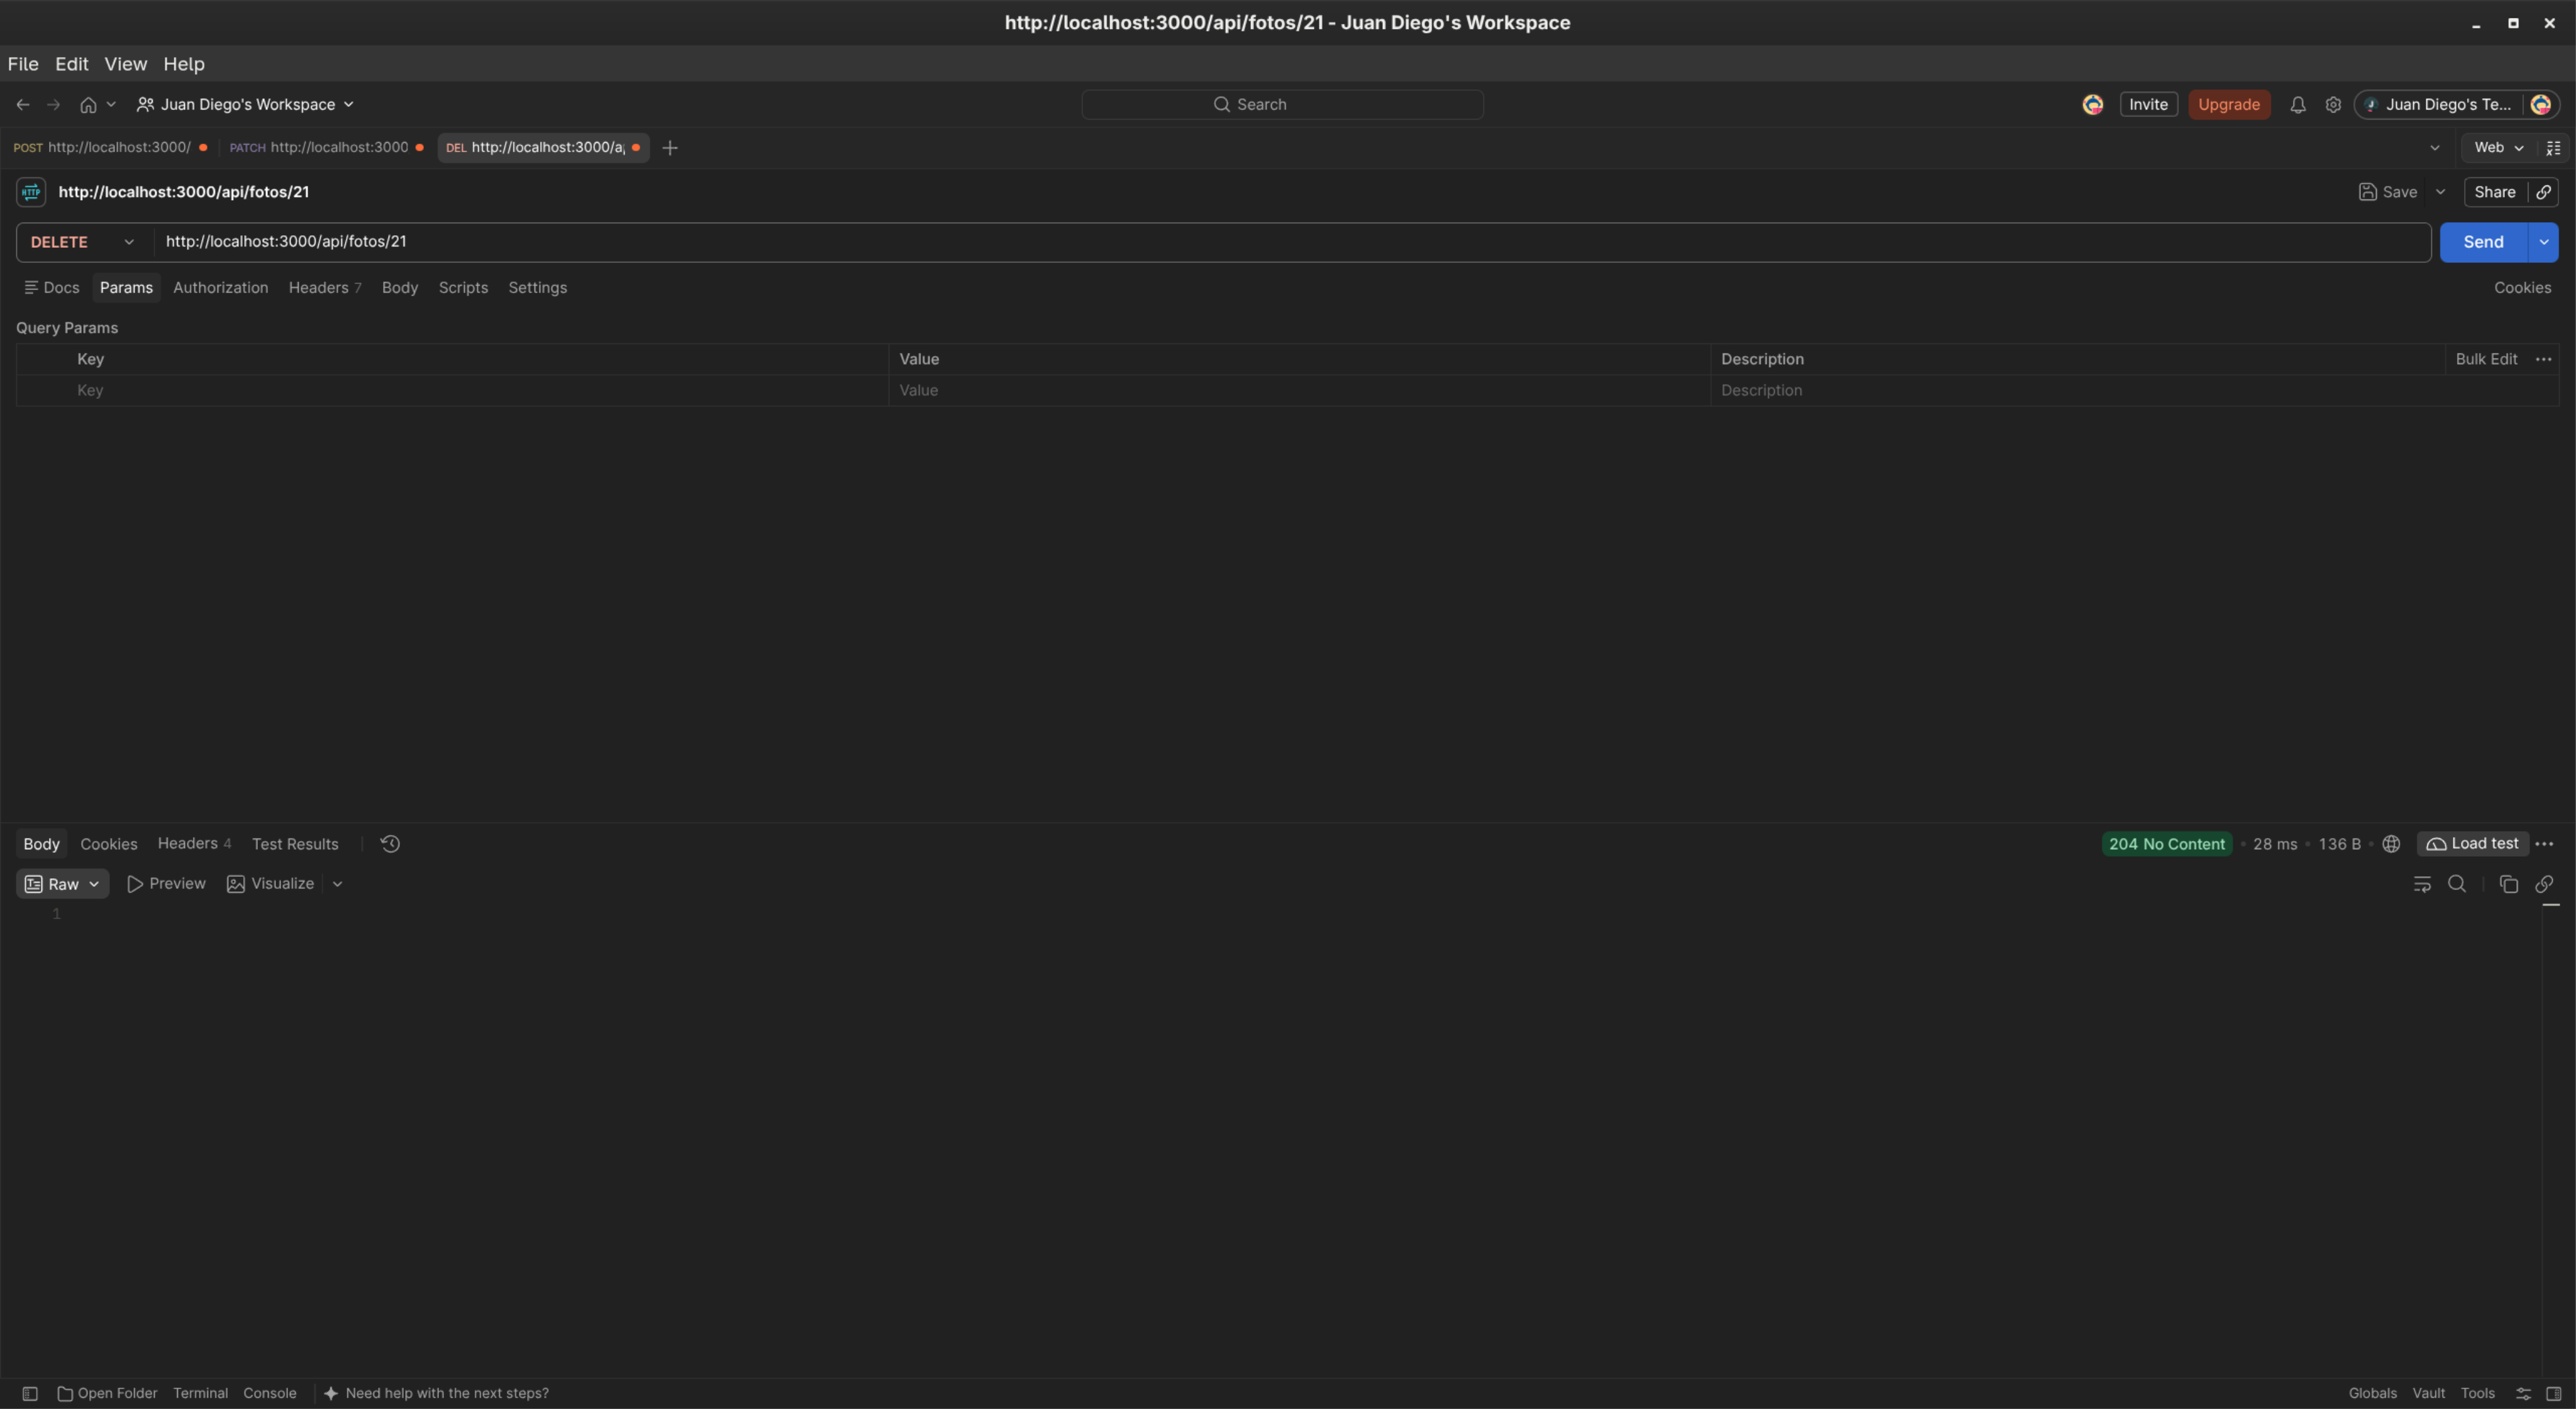 http://localhost:3000/api/fotos/21 - Juan Diego's Workspace
File Edit View Help
Juan Diego's Workspace Search Invite Upgrade Juan Diego's Te...
POST http://localhost:3000/ PATCH http://localhost:3000 DEL http://localhost:3000/a Web
HTTP http://localhost:3000/api/fotos/21 Save Share
DELETE http://localhost:3000/api/fotos/21 Send
Docs Params Authorization Headers 7 Body Scripts Settings Cookies
Query Params
Key Value Description Bulk Edit
Key Value Description
Body Cookies Headers 4 Test Results 204 No Content • 28 ms • 136 B • Load test
Raw Preview Visualize
1
Open Folder Terminal Console Need help with the next steps? Globals Vault Tools